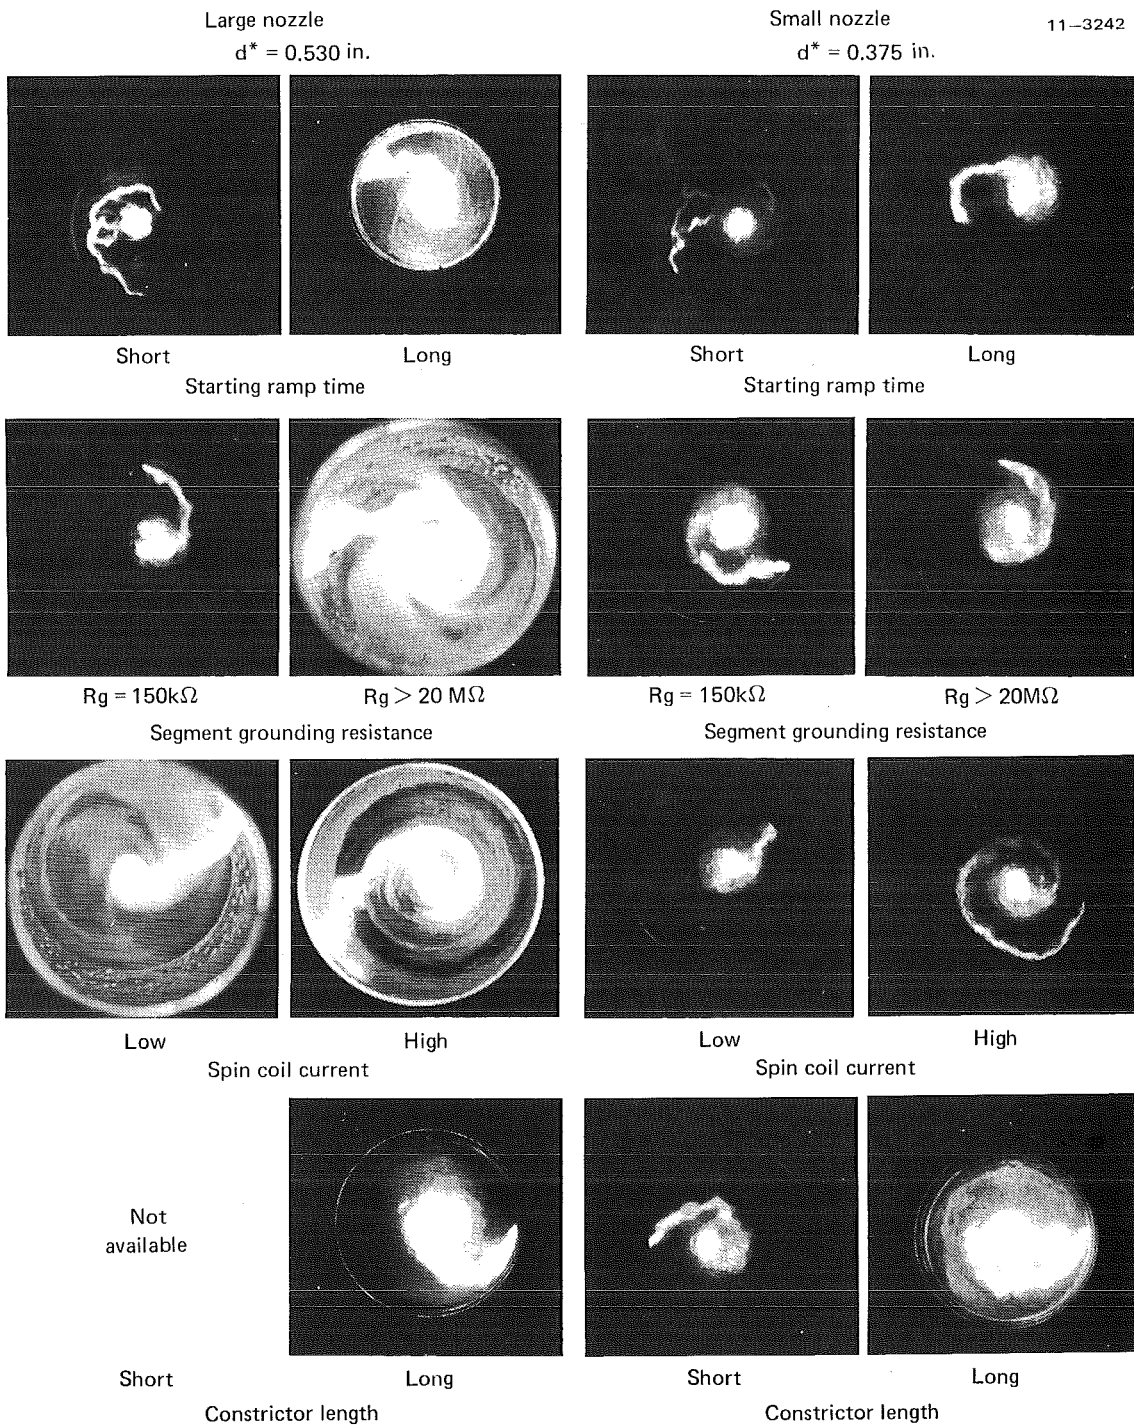 Large nozzle
d* = 0.530 in.
Small nozzle
d* = 0.375 in.
11-3242
Short
Long
Starting ramp time
Short
Long
Starting ramp time
Rg = 150kΩ
Rg > 20 MΩ
Segment grounding resistance
Rg = 150kΩ
Rg > 20MΩ
Segment grounding resistance
Low
High
Spin coil current
Low
High
Spin coil current
Not
available
Short
Long
Constrictor length
Short
Long
Constrictor length